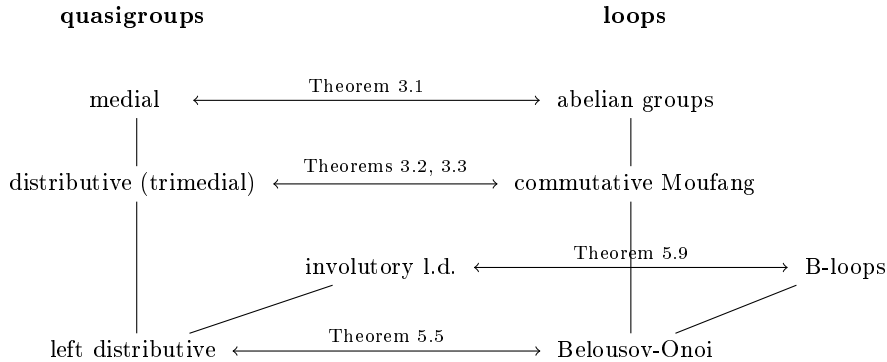 quasigroups loops
Theorem 3.1
medial abelian groups
Theorems 3.2, 3.3
distributive (trimedial) commutative Moufang
Theorem 5.9
involutory l.d. B-loops
Theorem 5.5
left distributive Belousov-Onoi